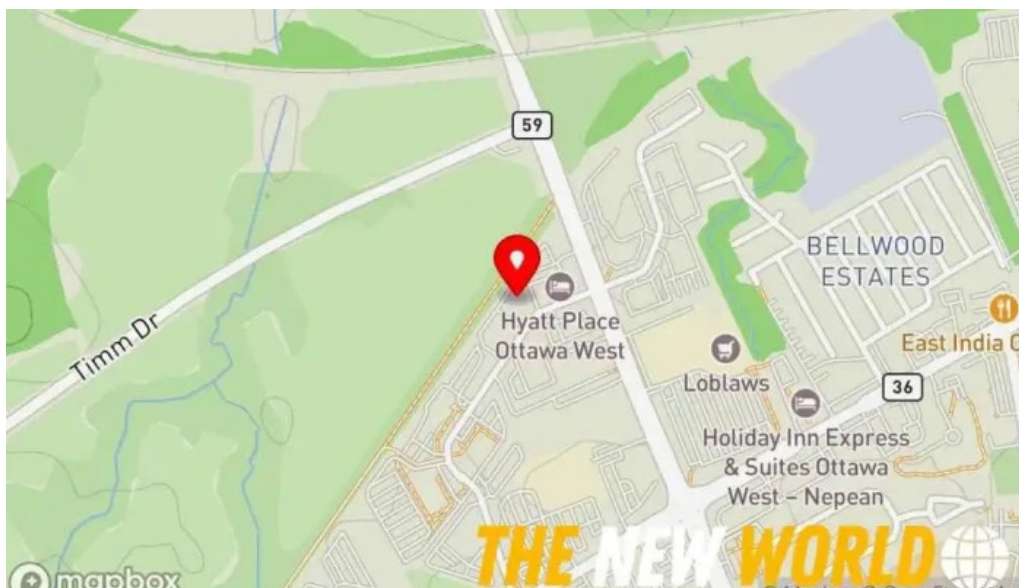 59
Timm Dr
Hyatt Place
Ottawa West
BELLWOOD
ESTATES
East India
Loblaws
36
Holiday Inn Express
& Suites Ottawa
West – Nepean
THE NEW WORLD
mapbox